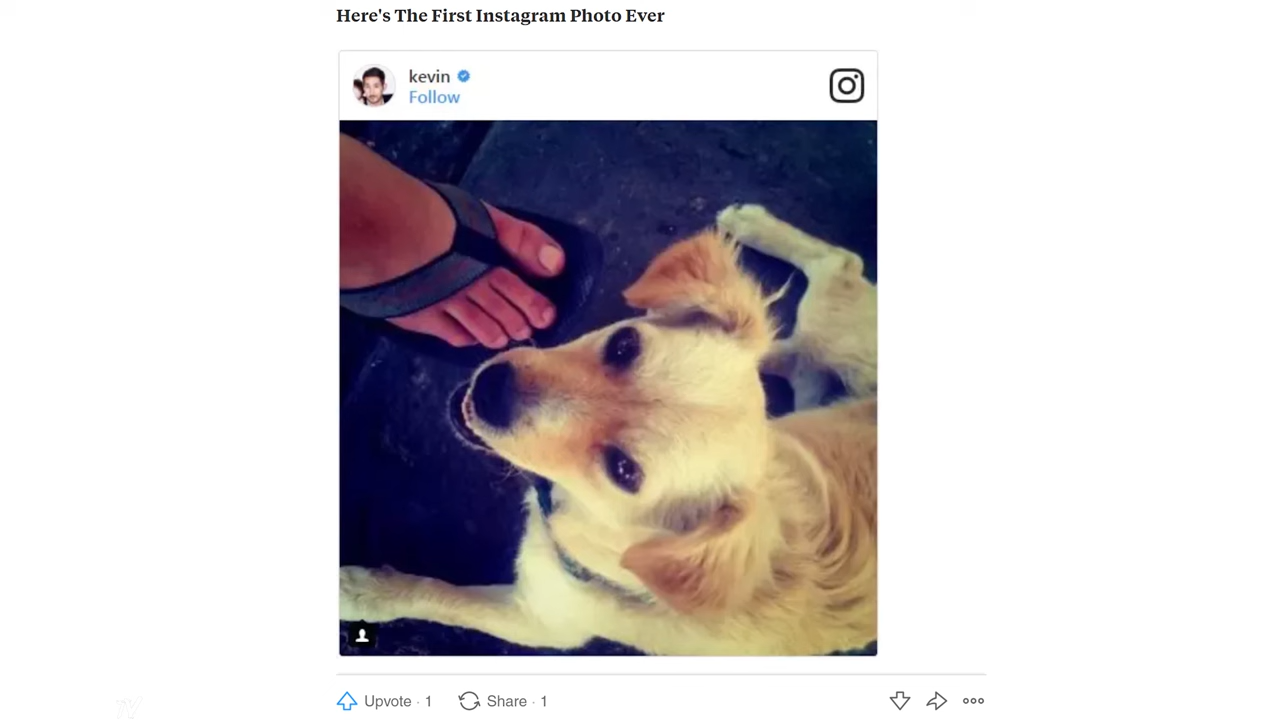 Here's The First Instagram Photo Ever
kevin
Follow
Upvote · 1
Share · 1